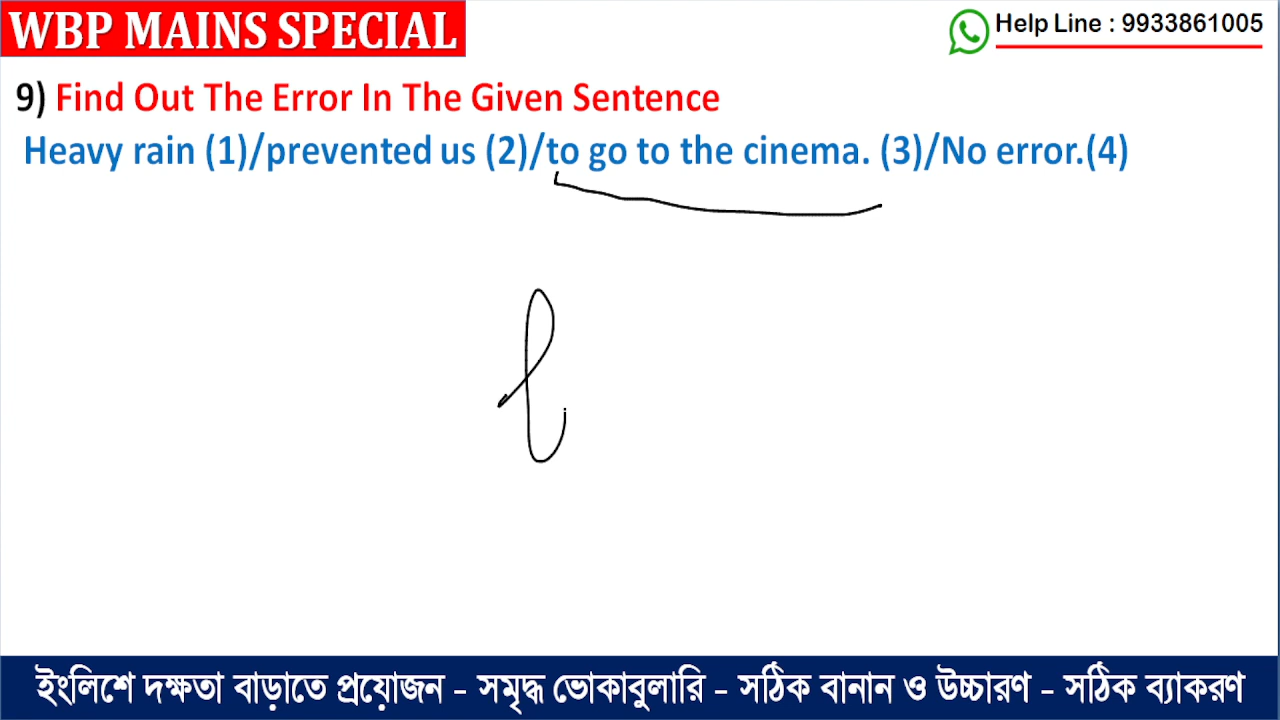 WBP MAINS SPECIAL
Help Line : 9933861005
9) Find Out The Error In The Given Sentence
Heavy rain (1)/prevented us (2)/to go to the cinema. (3)/No error.(4)
ইংলিশে দক্ষতা বাড়াতে প্রয়োজন - সমৃদ্ধ ভোকাবুলারি - সঠিক বানান ও উচ্চারণ - সঠিক ব্যাকরণ